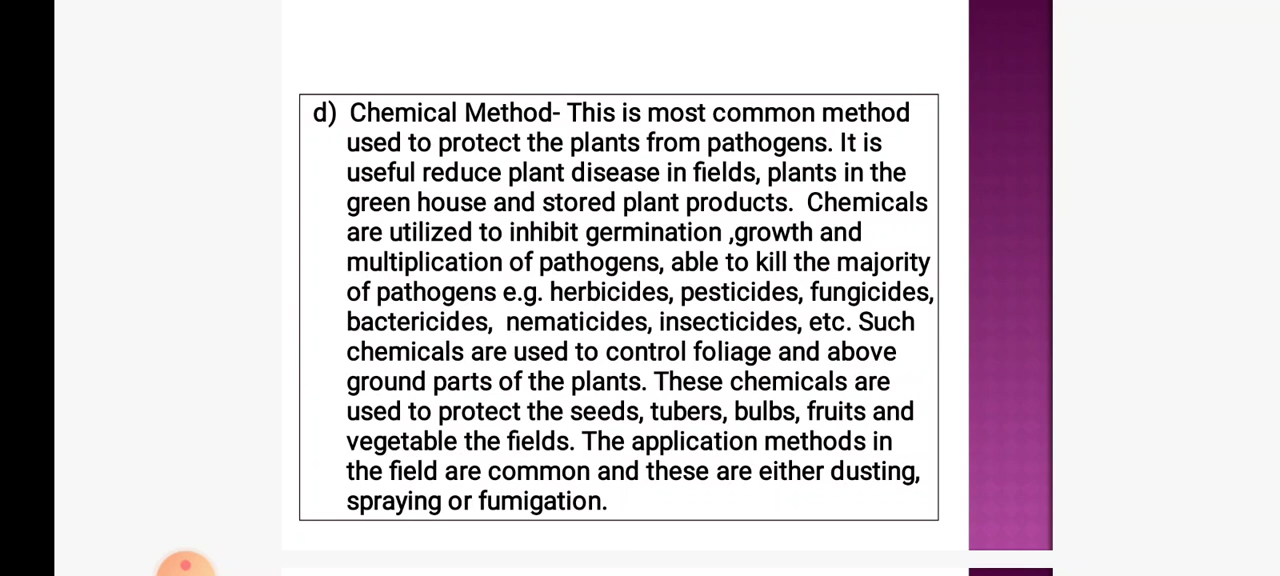 d) Chemical Method- This is most common method
used to protect the plants from pathogens. It is
useful reduce plant disease in fields, plants in the
green house and stored plant products.  Chemicals
are utilized to inhibit germination ,growth and
multiplication of pathogens, able to kill the majority
of pathogens e.g. herbicides, pesticides, fungicides,
bactericides,  nematicides, insecticides, etc. Such
chemicals are used to control foliage and above
ground parts of the plants. These chemicals are
used to protect the seeds, tubers, bulbs, fruits and
vegetable the fields. The application methods in
the field are common and these are either dusting,
spraying or fumigation.